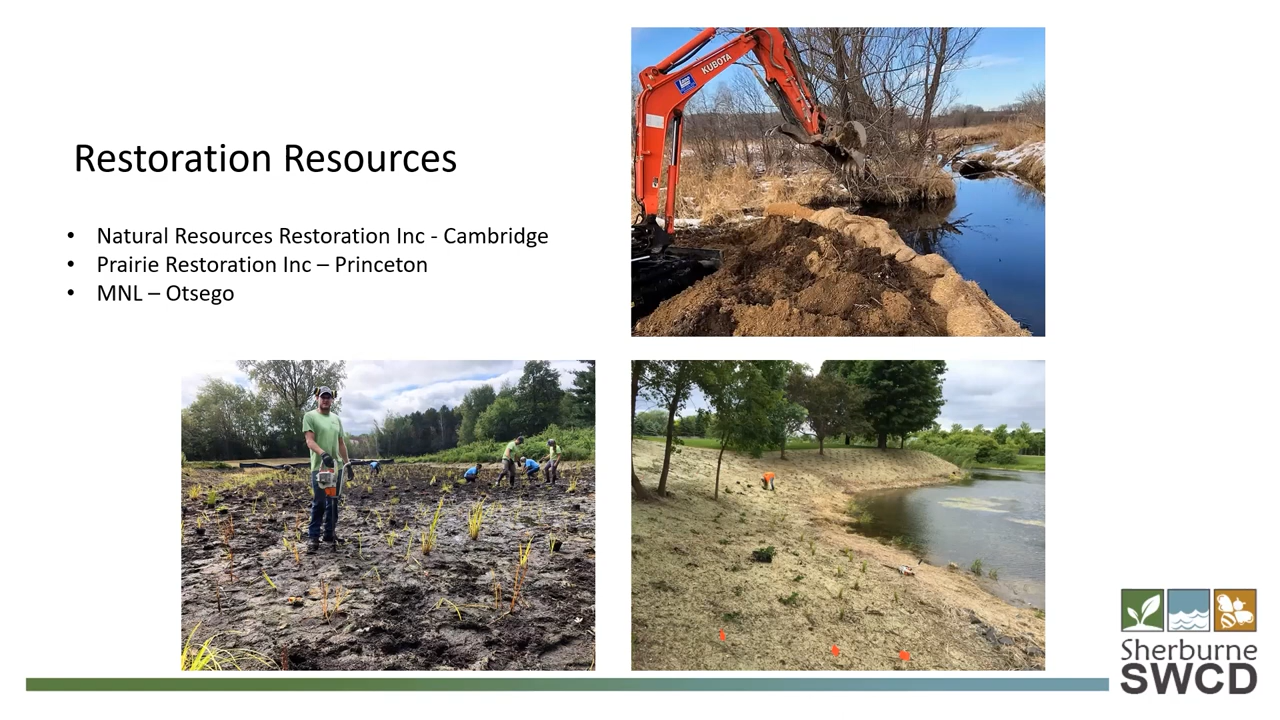 Restoration Resources
• Natural Resources Restoration Inc - Cambridge
• Prairie Restoration Inc – Princeton
• MNL – Otsego
KUBOTA
Sherburne
SWCD